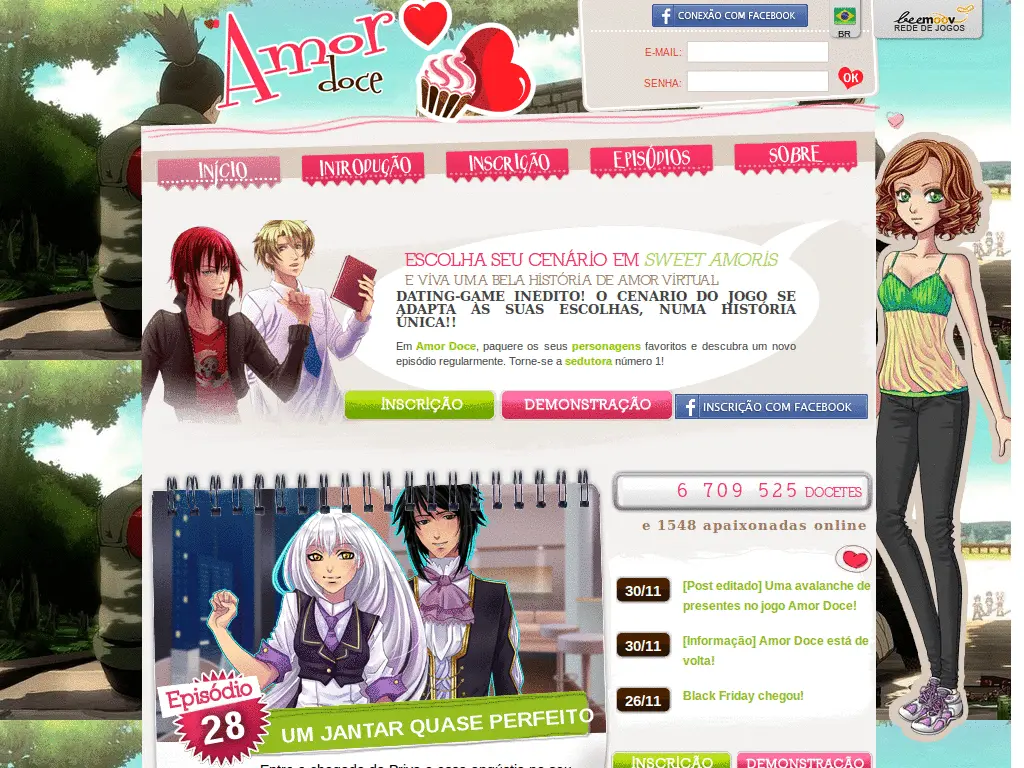 Amor
doce
CONEXÃO COM FACEBOOK
BR
beemoov
REDE DE JOGOS
E-MAIL:
SENHA:
OK
INÍCIO
INTRODUÇÃO
INSCRIÇÃO
EPISÓDIOS
SOBRE
ESCOLHA SEU CENÁRIO EM SWEET AMORIS
E VIVA UMA BELA HISTÓRIA DE AMOR VIRTUAL
DATING-GAME INÉDITO! O CENÁRIO DO JOGO SE
ADAPTA ÀS SUAS ESCOLHAS, NUMA HISTÓRIA
ÚNICA!!
Em Amor Doce, paquere os seus personagens favoritos e descubra um novo
episódio regularmente. Torne-se a sedutora número 1!
INSCRIÇÃO
DEMONSTRAÇÃO
INSCRIÇÃO COM FACEBOOK
6 709 525 DOCETES
e 1548 apaixonadas online
30/11
[Post editado] Uma avalanche de
presentes no jogo Amor Doce!
30/11
[Informação] Amor Doce está de
volta!
26/11
Black Friday chegou!
Episódio
28
UM JANTAR QUASE PERFEITO
INSCRIÇÃO
DEMONSTRAÇÃO